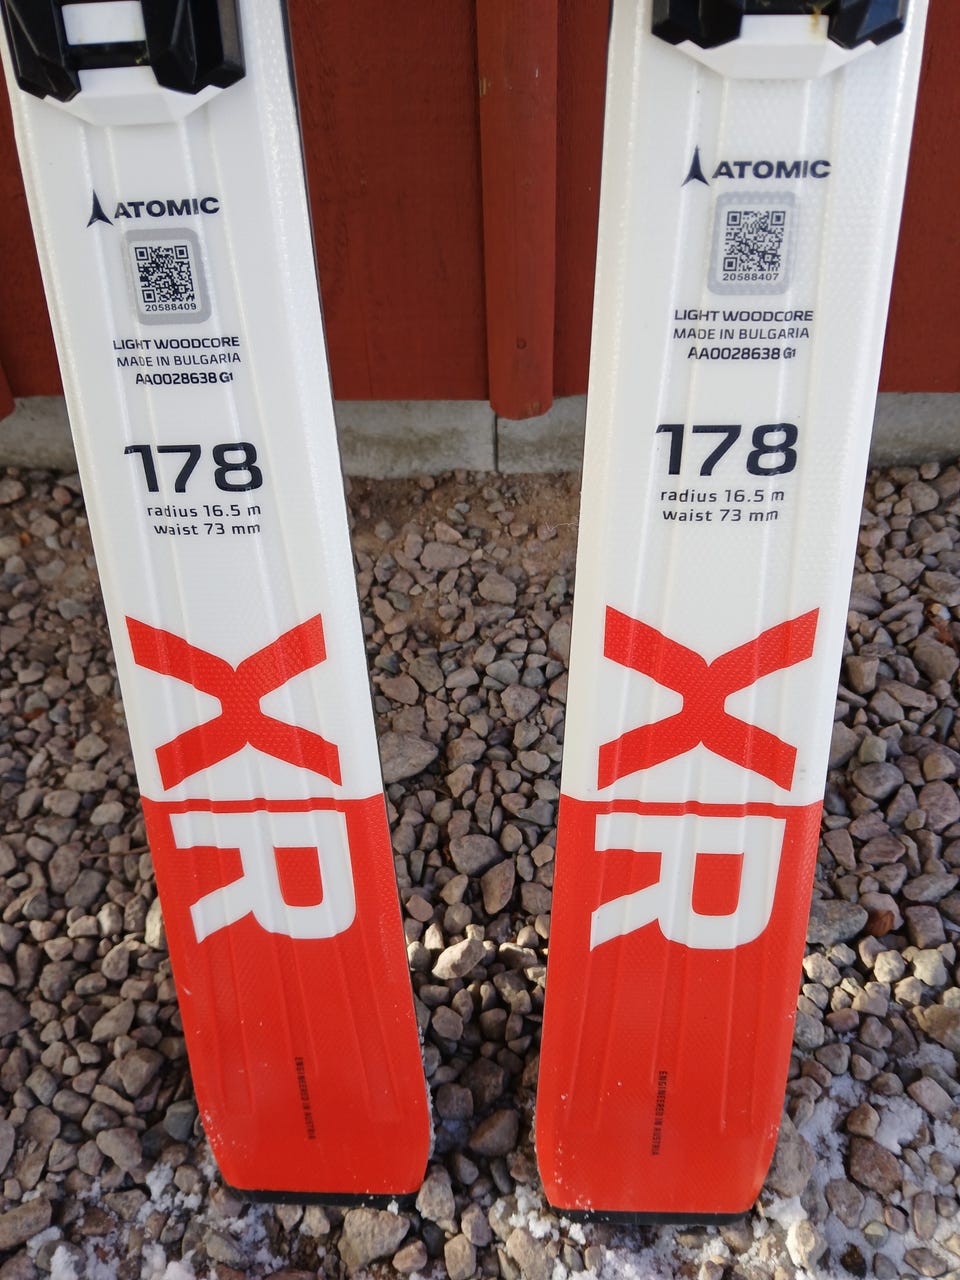 ATOMIC
20588409
LIGHT WOODCORE
MADE IN BULGARIA
AA0028638 G1
178
radius 16.5 m
waist 73 mm
XR
ENGINEERED IN AUSTRIA
ATOMIC
20588407
LIGHT WOODCORE
MADE IN BULGARIA
AA0028638 G1
178
radius 16.5 m
waist 73 mm
XR
ENGINEERED IN AUSTRIA